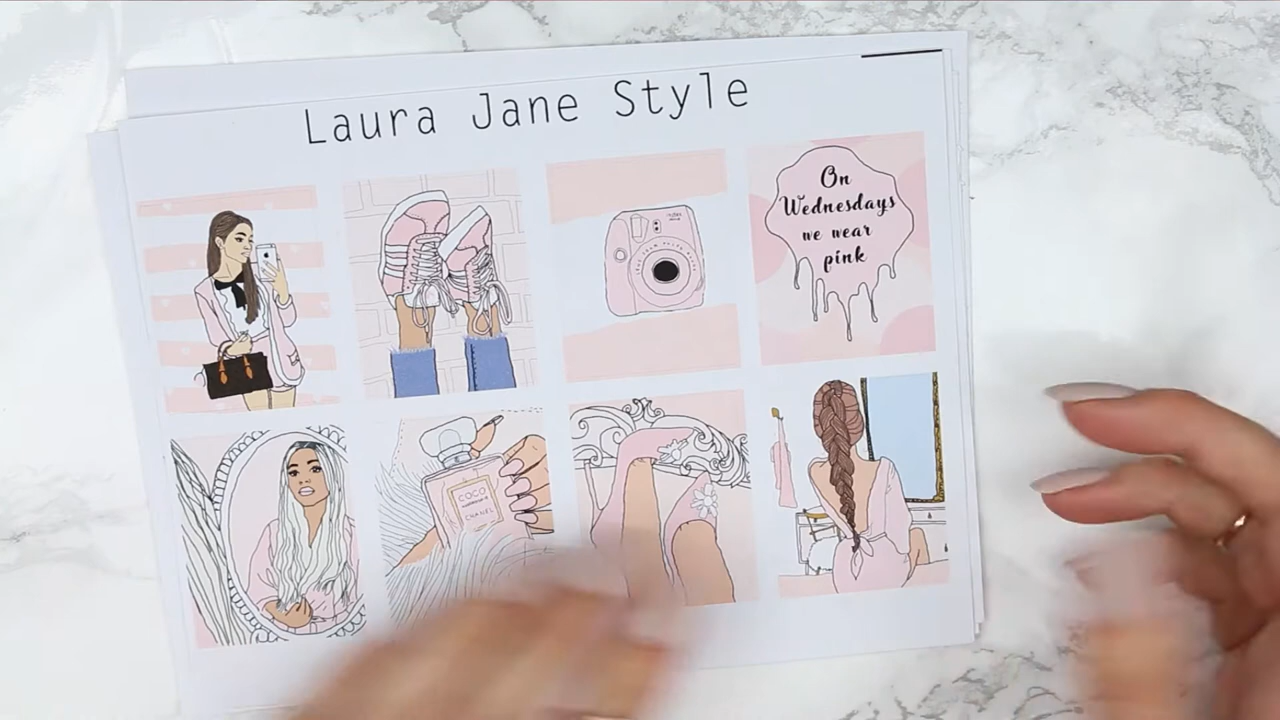 Laura Jane Style
On
Wednesdays
we wear
pink
COCO
CHANEL